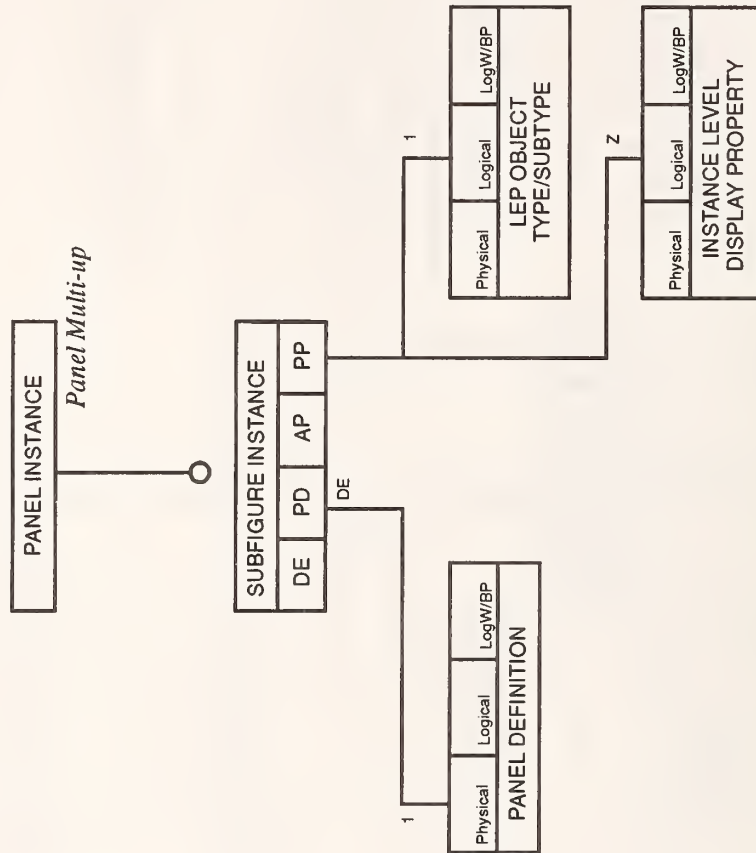 PANEL INSTANCE
Panel Multi-up
SUBFIGURE INSTANCE
DE PD AP PP
DE
1
Physical Logical LogW/BP
PANEL DEFINITION
1
Physical Logical LogW/BP
LEP OBJECT
TYPE/SUBTYPE
Z
Physical Logical LogW/BP
INSTANCE LEVEL
DISPLAY PROPERTY